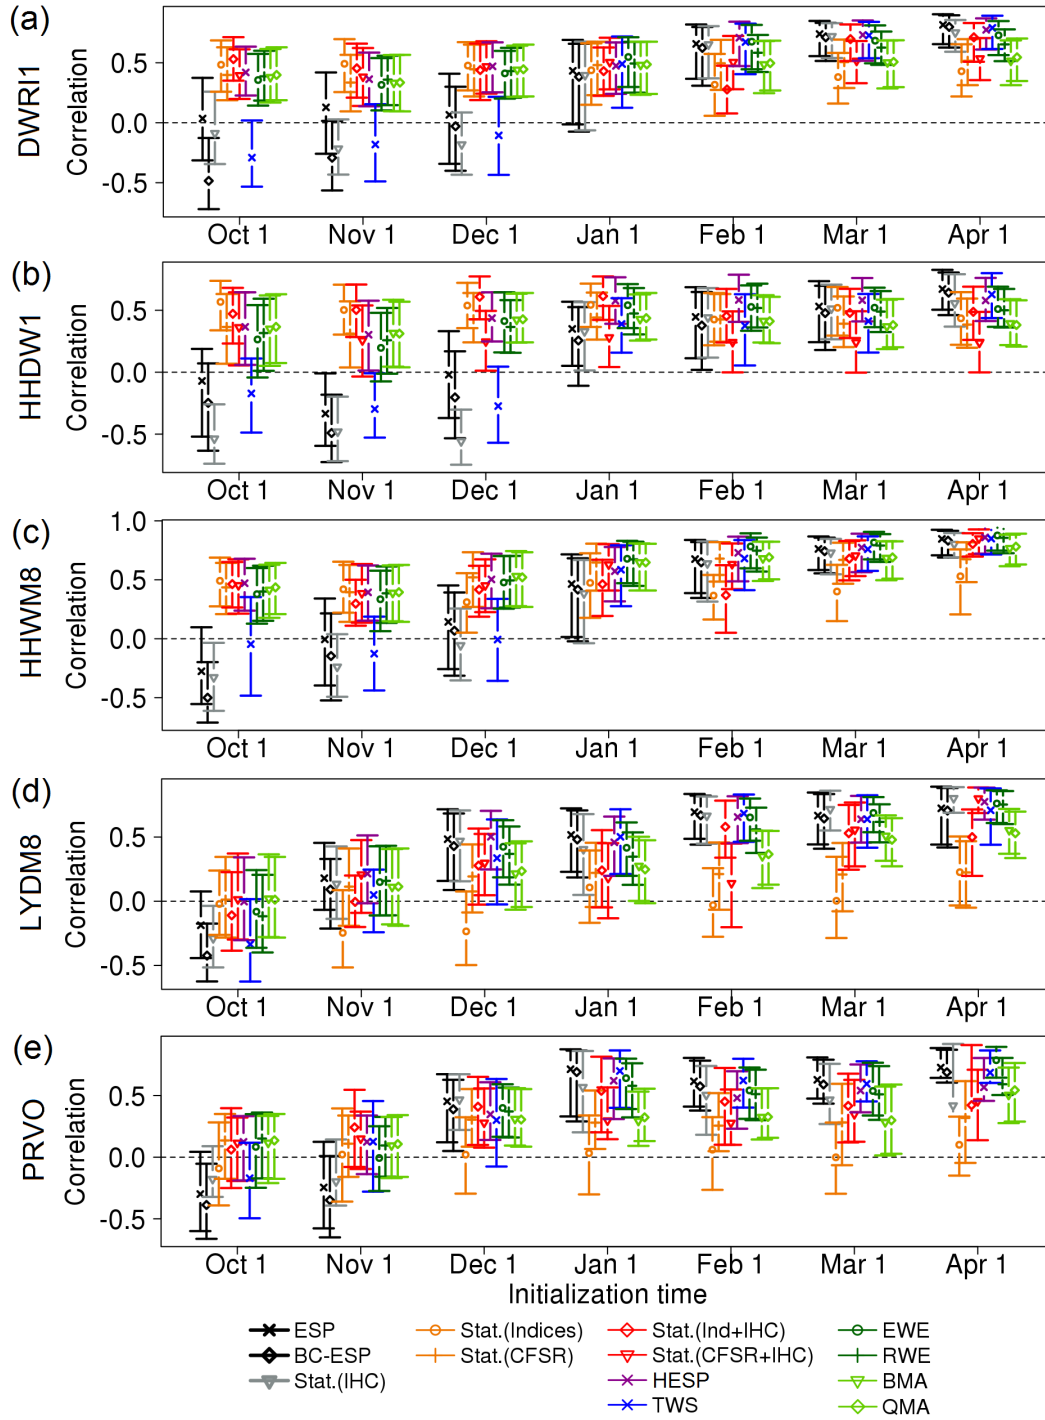 (a)
DWRI1
Correlation
0.5
0.0
-0.5
Oct 1 Nov 1 Dec 1 Jan 1 Feb 1 Mar 1 Apr 1
(b)
HHDW1
Correlation
0.5
0.0
-0.5
Oct 1 Nov 1 Dec 1 Jan 1 Feb 1 Mar 1 Apr 1
(c)
HHWM8
Correlation
1.0
0.5
0.0
-0.5
Oct 1 Nov 1 Dec 1 Jan 1 Feb 1 Mar 1 Apr 1
(d)
LYDM8
Correlation
0.5
0.0
-0.5
Oct 1 Nov 1 Dec 1 Jan 1 Feb 1 Mar 1 Apr 1
(e)
PRVO
Correlation
0.5
0.0
-0.5
Oct 1 Nov 1 Dec 1 Jan 1 Feb 1 Mar 1 Apr 1
Initialization time
ESP Stat.(Indices) Stat.(Ind+IHC) EWE
BC-ESP Stat.(CFSR) Stat.(CFSR+IHC) RWE
Stat.(IHC) HESP BMA
TWS QMA